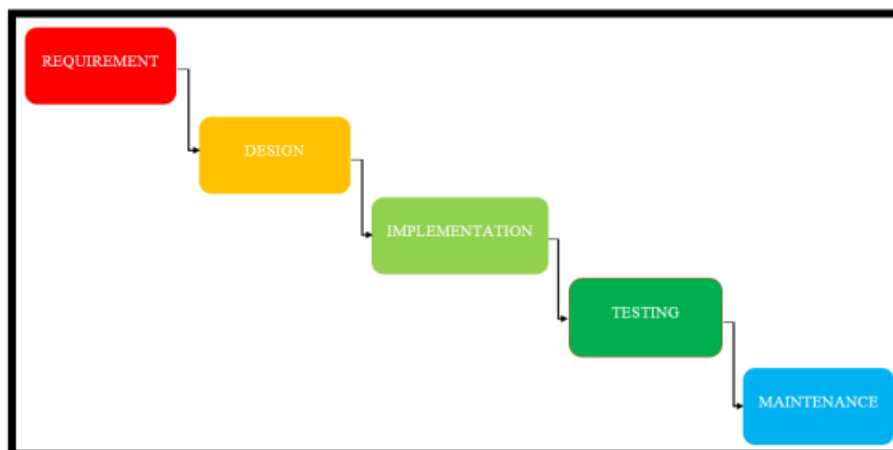 REQUIREMENT
DESIGN
IMPLEMENTATION
TESTING
MAINTENANCE